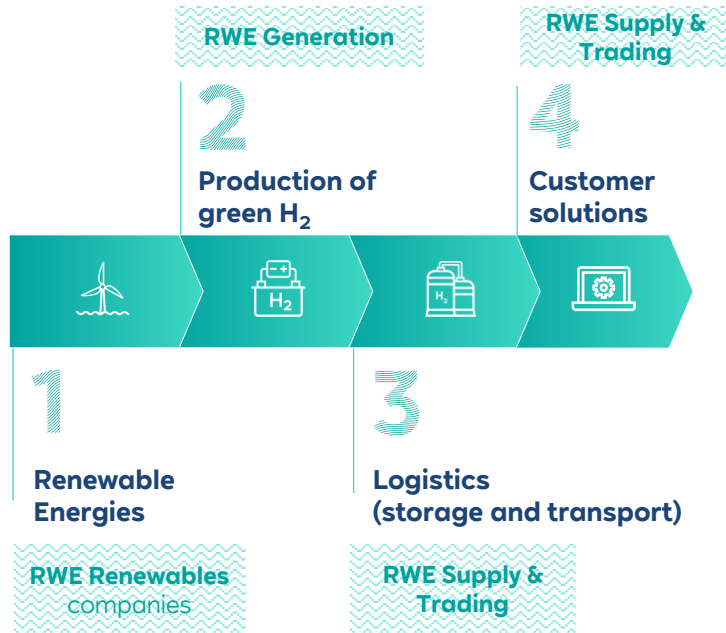 RWE Generation
RWE Supply &
Trading
2
4
Production of
green H₂
Customer
solutions
- +
H₂
H₂
1
3
Renewable
Energies
Logistics
(storage and transport)
RWE Renewables
companies
RWE Supply &
Trading